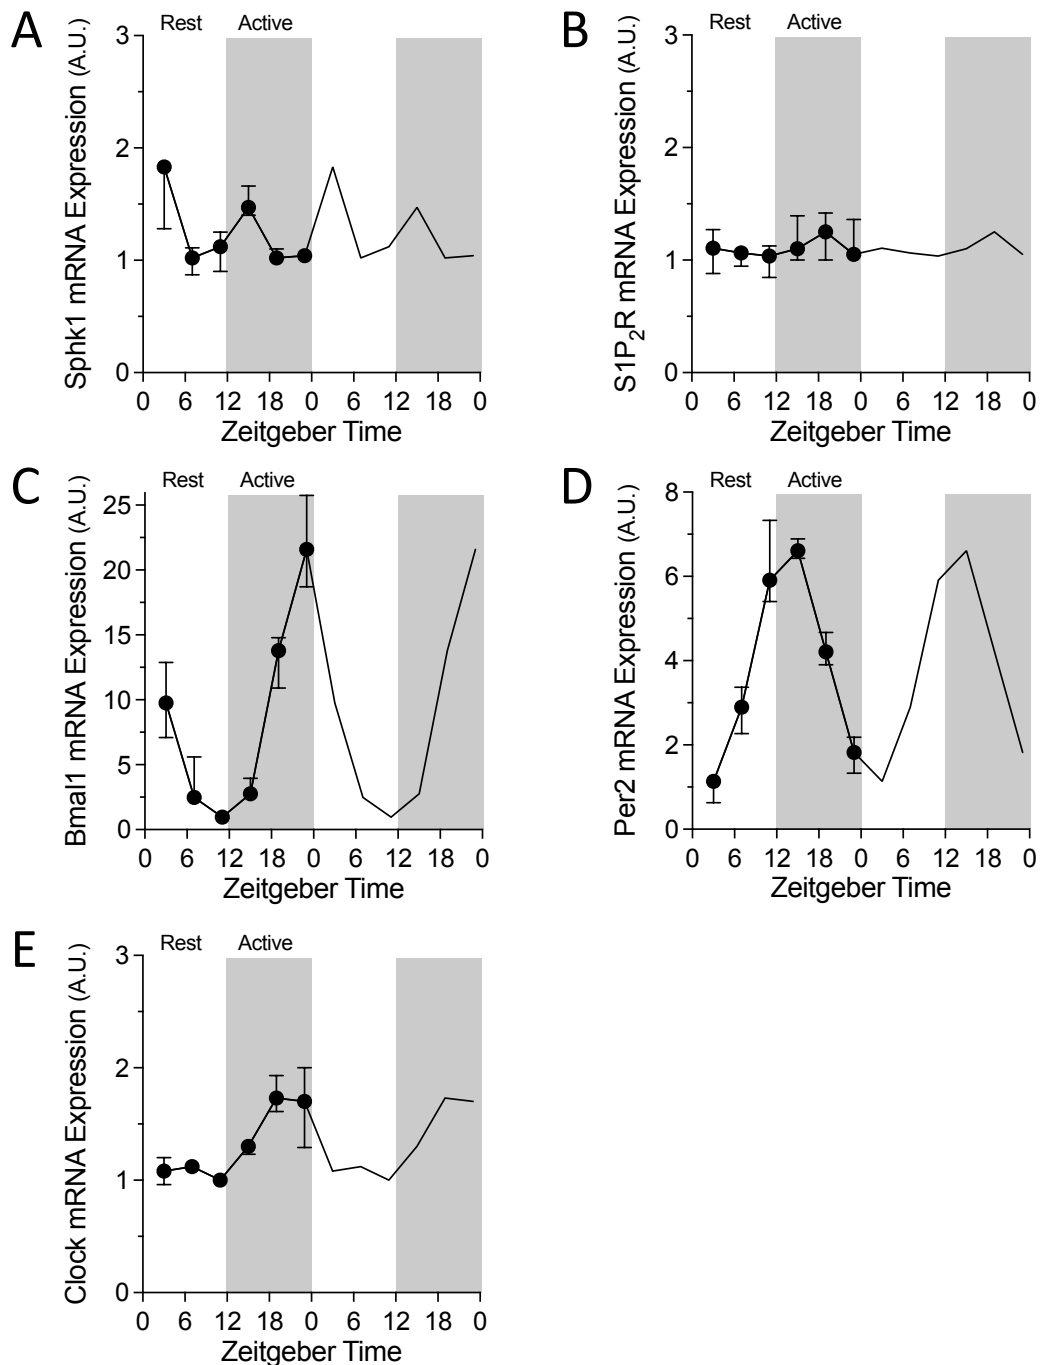 A
Rest Active
Sphk1 mRNA Expression (A.U.)
3
2
1
0
0 6 12 18 0 6 12 18 0
Zeitgeber Time
B
Rest Active
S1P2R mRNA Expression (A.U.)
3
2
1
0
0 6 12 18 0 6 12 18 0
Zeitgeber Time
C
Rest Active
Bmal1 mRNA Expression (A.U.)
25
20
15
10
5
0
0 6 12 18 0 6 12 18 0
Zeitgeber Time
D
Rest Active
Per2 mRNA Expression (A.U.)
8
6
4
2
0
0 6 12 18 0 6 12 18 0
Zeitgeber Time
E
Rest Active
Clock mRNA Expression (A.U.)
3
2
1
0
0 6 12 18 0 6 12 18 0
Zeitgeber Time